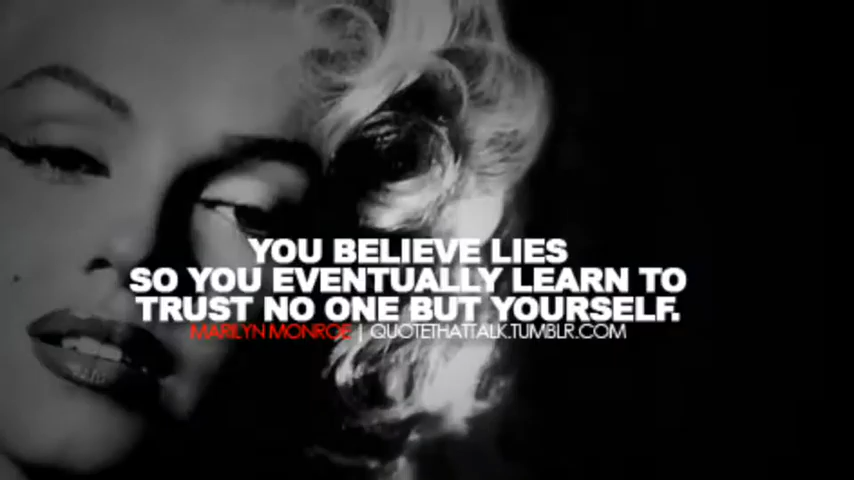 YOU BELIEVE LIES
SO YOU EVENTUALLY LEARN TO
TRUST NO ONE BUT YOURSELF.
MARILYN MONROE | QUOTETHATTALK.TUMBLR.COM